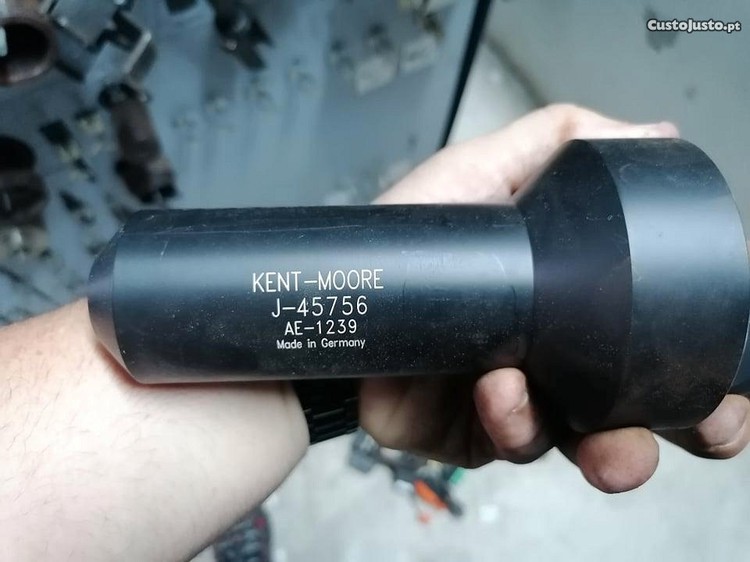 CustoJusto.pt
KENT-MOORE
J-45756
AE-1239
Made in Germany